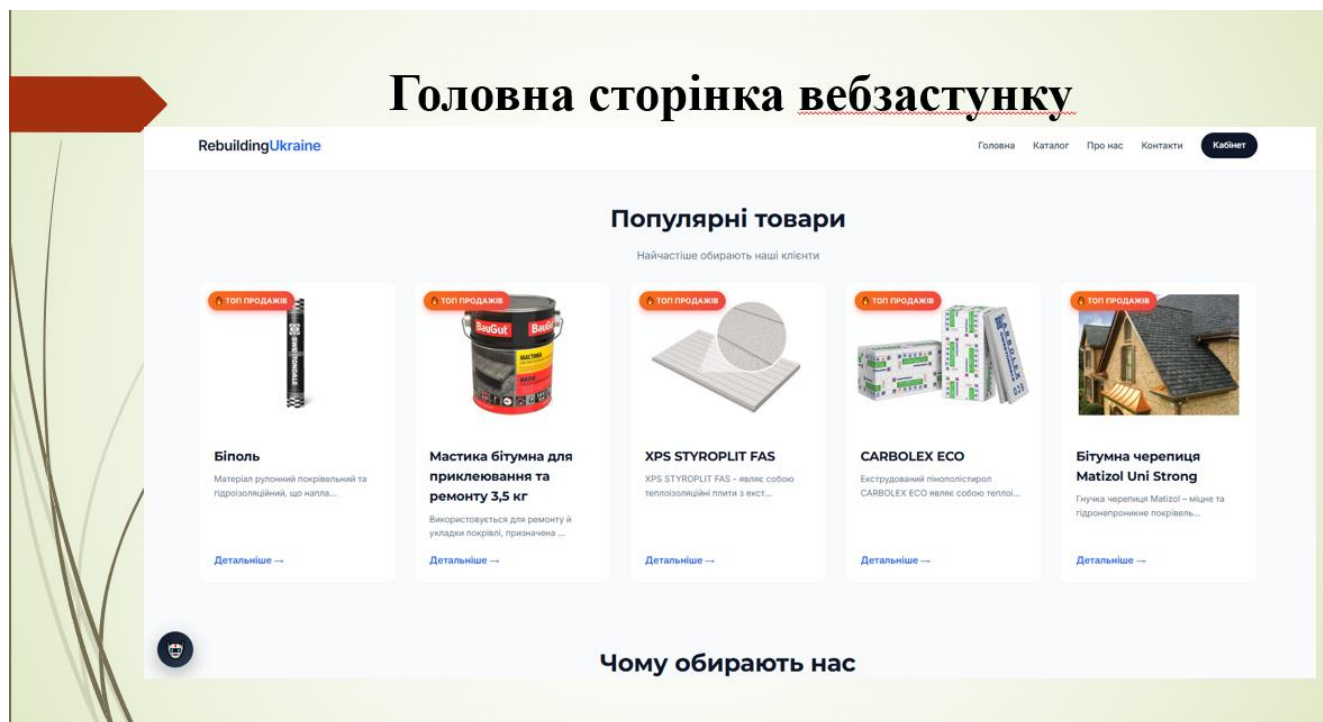 Головна сторінка вебзастунку
RebuildingUkraine
Головна Каталог Про нас Контакти Кабінет
Популярні товари
Найчастіше обирають наші клієнти
ТОП ПРОДАЖІВ
SWEETONDALE
Біполь
Матеріал рулонний покрівельний та
гідроізоляційний, що напла...
Детальніше →
ТОП ПРОДАЖІВ
BauGut
МАСТИКА
Мастика бітумна для
приклеювання та
ремонту 3,5 кг
Використовується для ремонту й
укладки покрівлі, призначена ...
Детальніше →
ТОП ПРОДАЖІВ
XPS STYROPLIT FAS
XPS STYROPLIT FAS – являє собою
теплоізоляційні плити з екст...
Детальніше →
ТОП ПРОДАЖІВ
CARBOLEX
CARBOLEX ECO
Екструдований пінополістирол
CARBOLEX ECO являє собою теплоі...
Детальніше →
ТОП ПРОДАЖІВ
Бітумна черепиця
Matizol Uni Strong
Гнучка черепиця Matizol – міцне та
гідронепроникне покрівель...
Детальніше →
Чому обирають нас